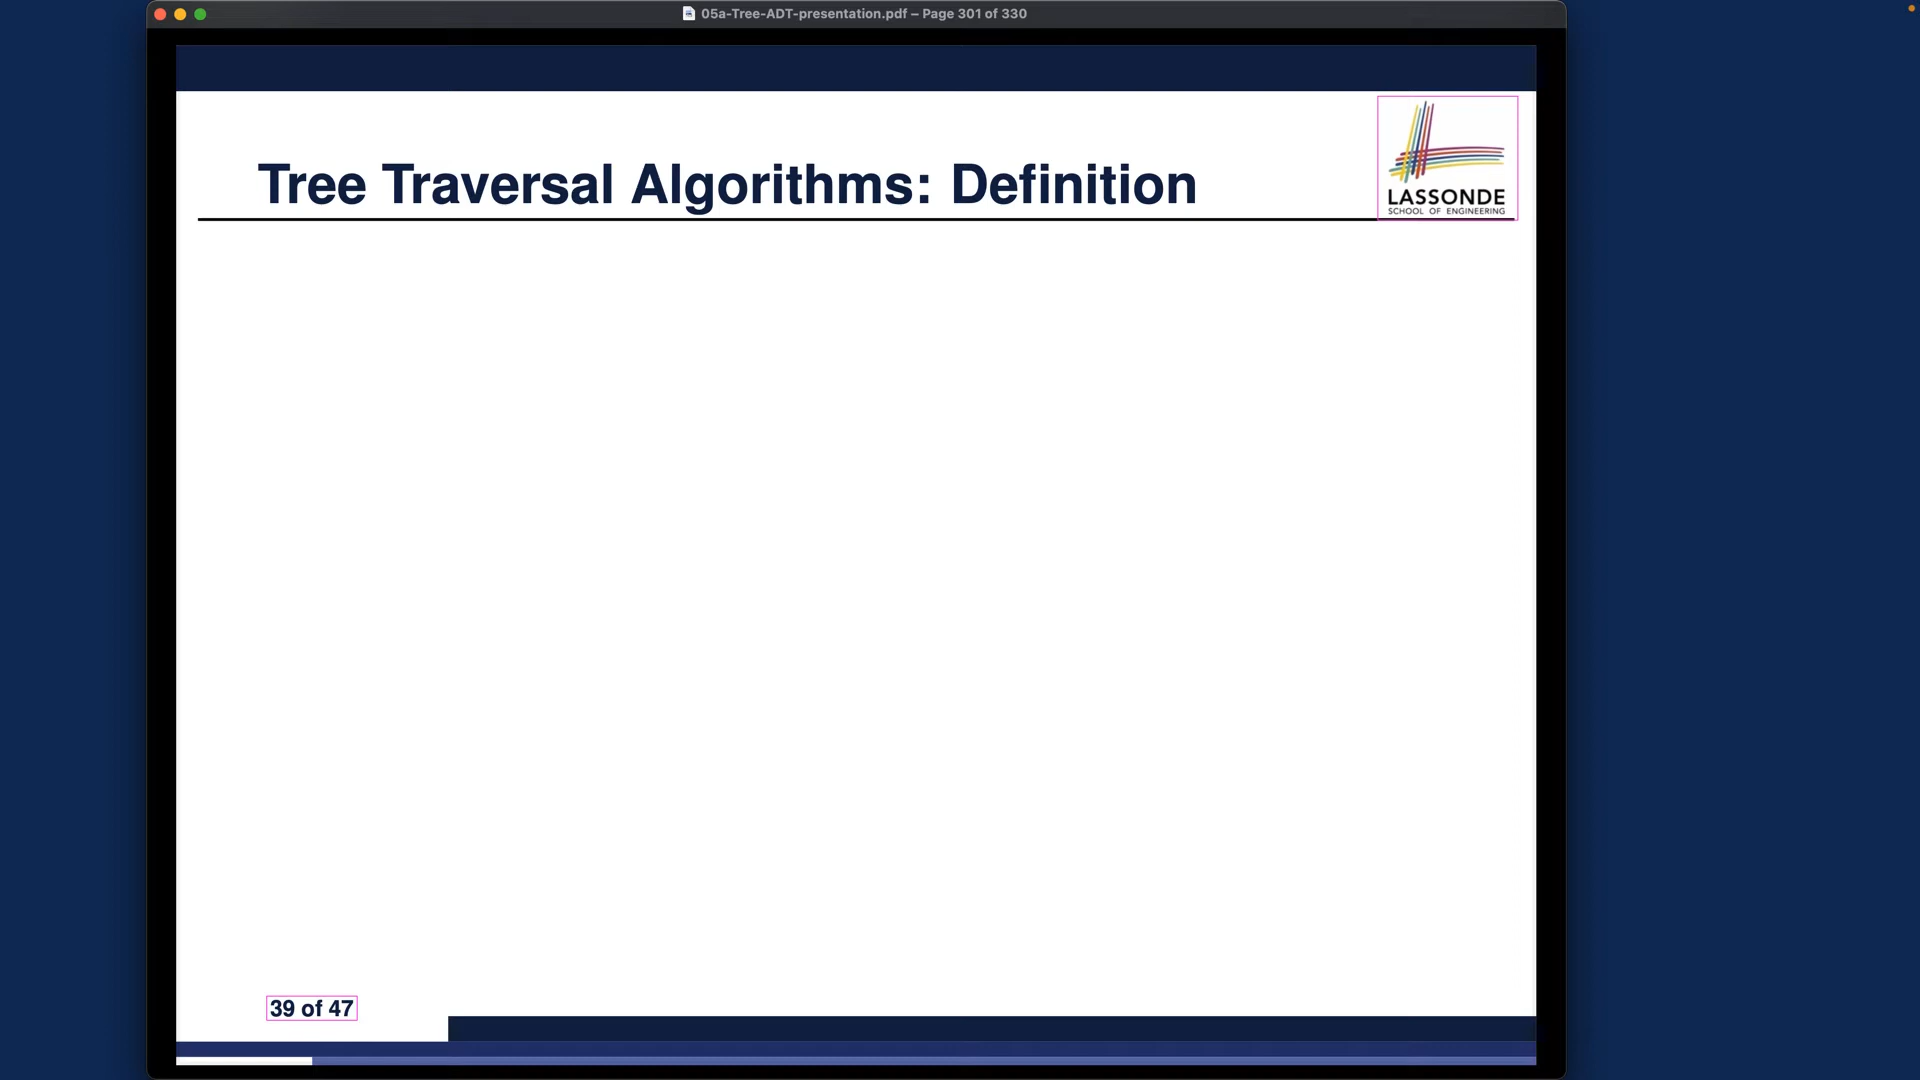 05a-Tree-ADT-presentation.pdf – Page 301 of 330
Tree Traversal Algorithms: Definition
LASSONDE
SCHOOL OF ENGINEERING
39 of 47